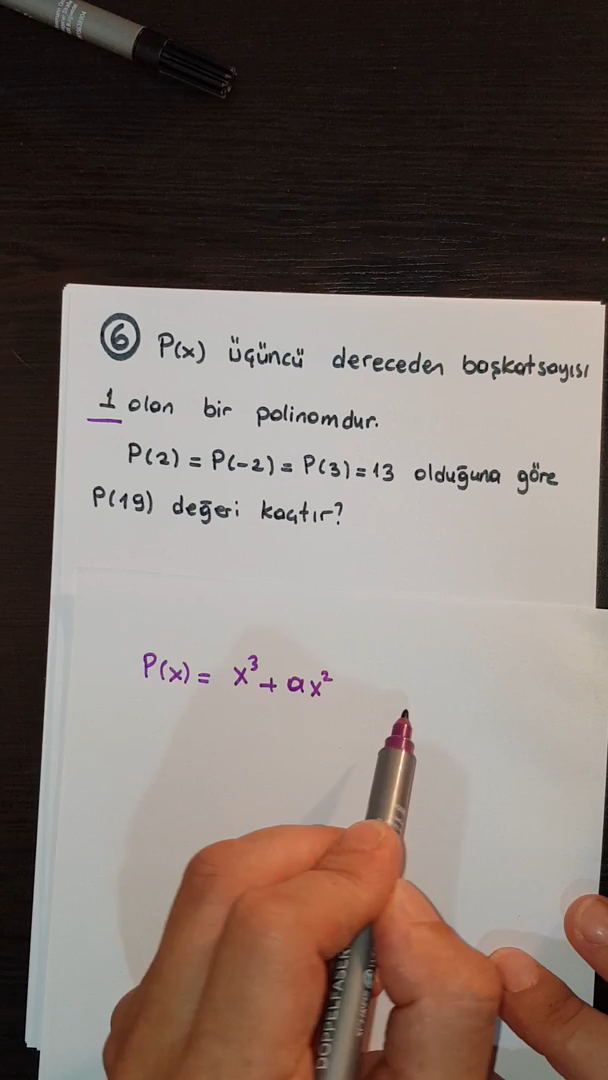 6 P(x) üçüncü dereceden başkatsayısı
1 olan bir polinomdur.
P(2) = P(-2) = P(3) = 13 olduğuna göre
P(19) değeri kaçtır?
P(x) = x³ + ax²